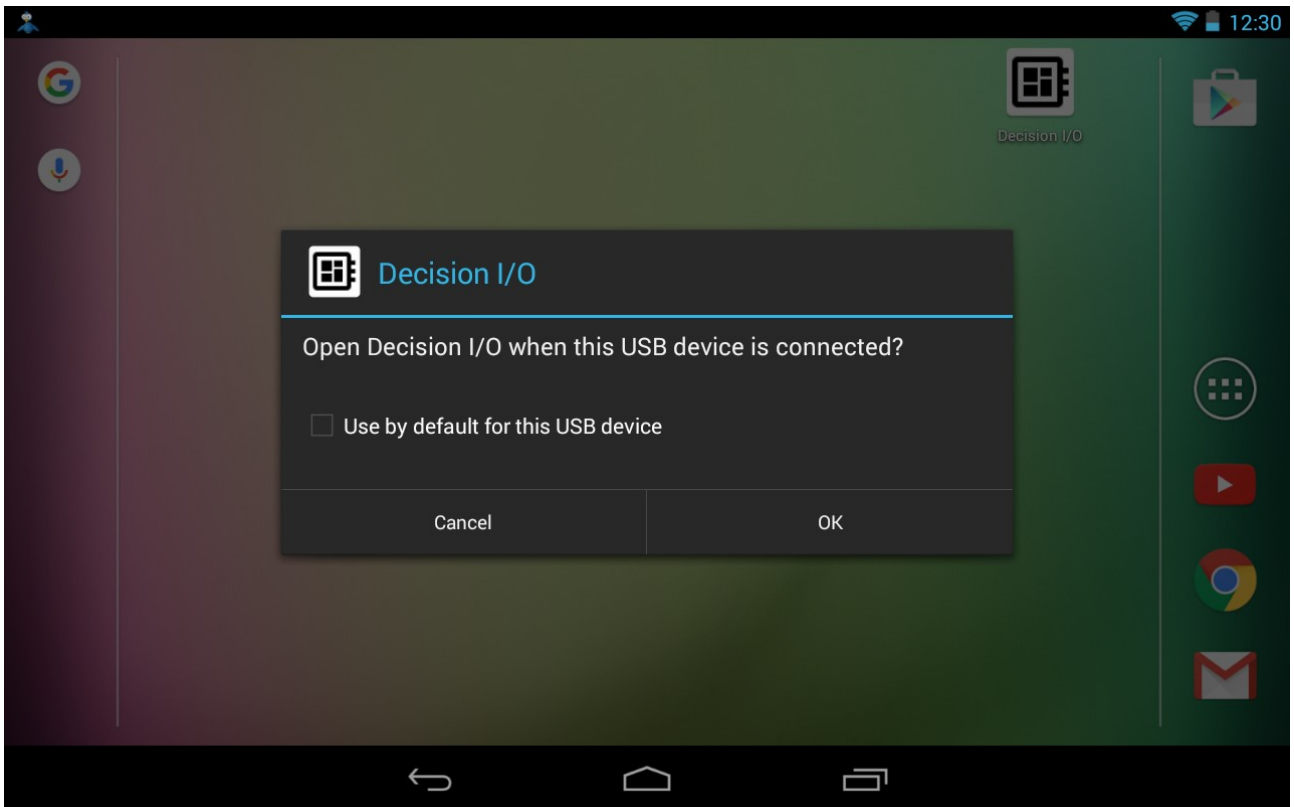 12:30
Decision I/O
Decision I/O
Open Decision I/O when this USB device is connected?
Use by default for this USB device
Cancel
OK